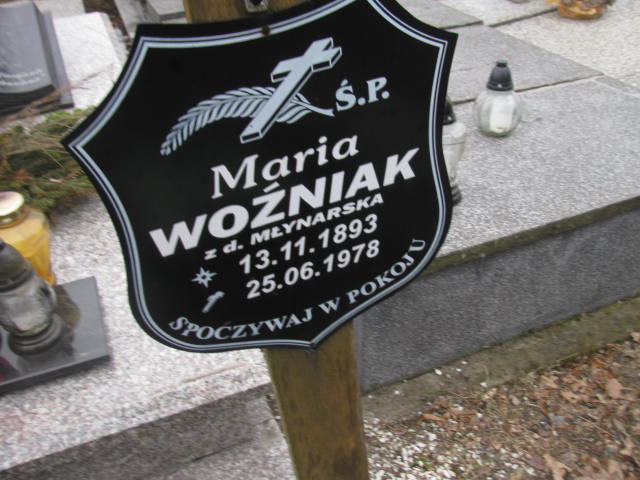 Ś.P.
Maria
WOŹNIAK
z d. MŁYNARSKA
13.11.1893
25.06.1978
SPOCZYWAJ W POKOJU